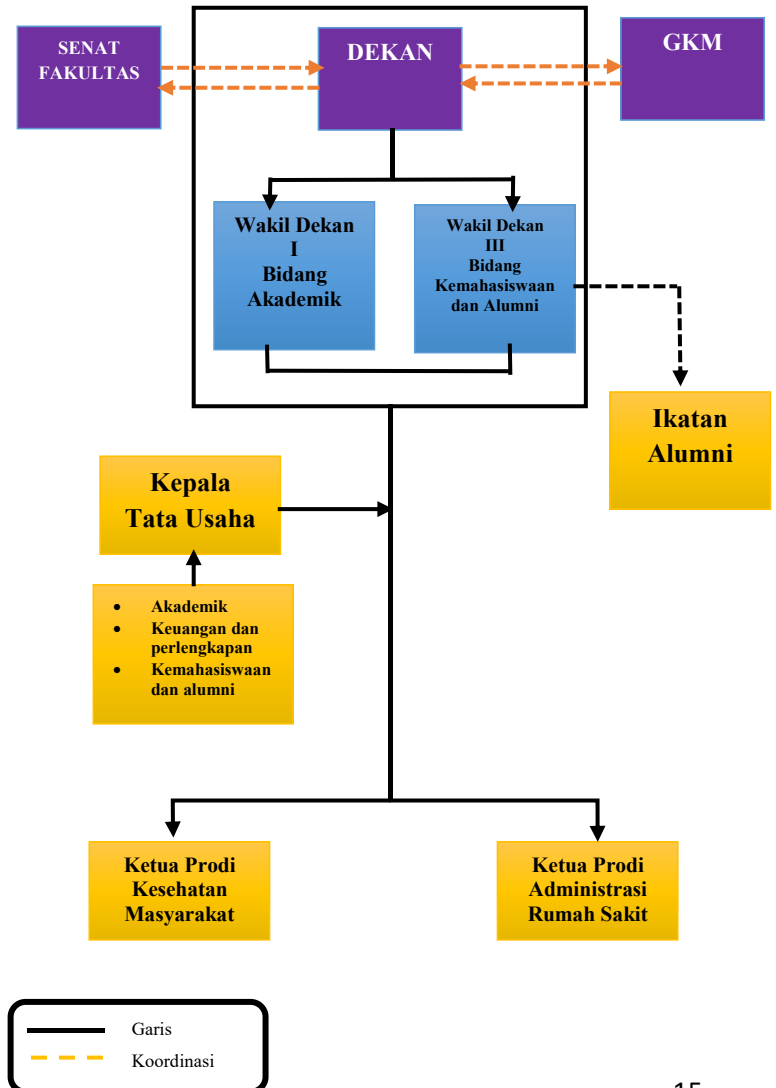 SENAT
FAKULTAS
DEKAN
GKM
Wakil Dekan
I
Bidang
Akademik
Wakil Dekan
III
Bidang
Kemahasiswaan
dan Alumni
Ikatan
Alumni
Kepala
Tata Usaha
• Akademik
• Keuangan dan
perlengkapan
• Kemahasiswaan
dan alumni
Ketua Prodi
Kesehatan
Masyarakat
Ketua Prodi
Administrasi
Rumah Sakit
Garis
Koordinasi
15